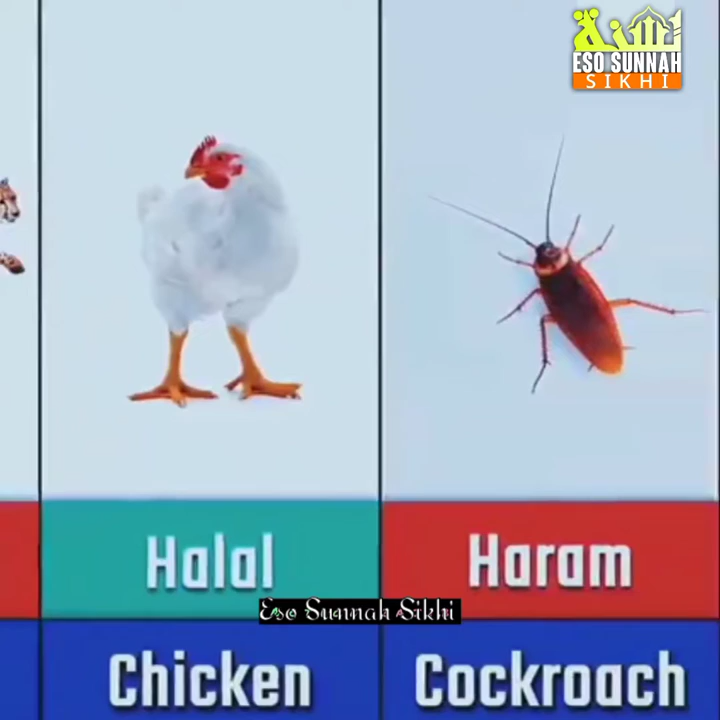 ESO SUNNAH
SIKHI
Halal
Haram
Eso Sunnah Sikhi
Chicken
Cockroach